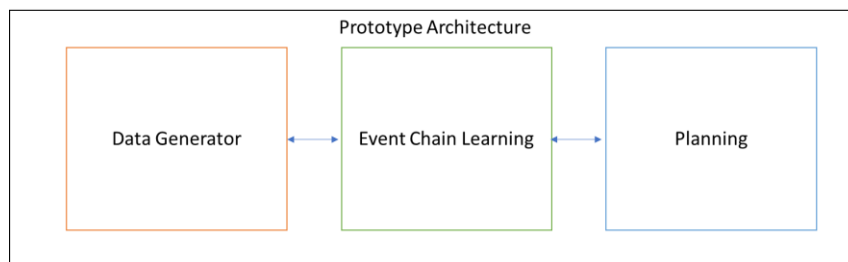 Prototype Architecture
Data Generator
Event Chain Learning
Planning